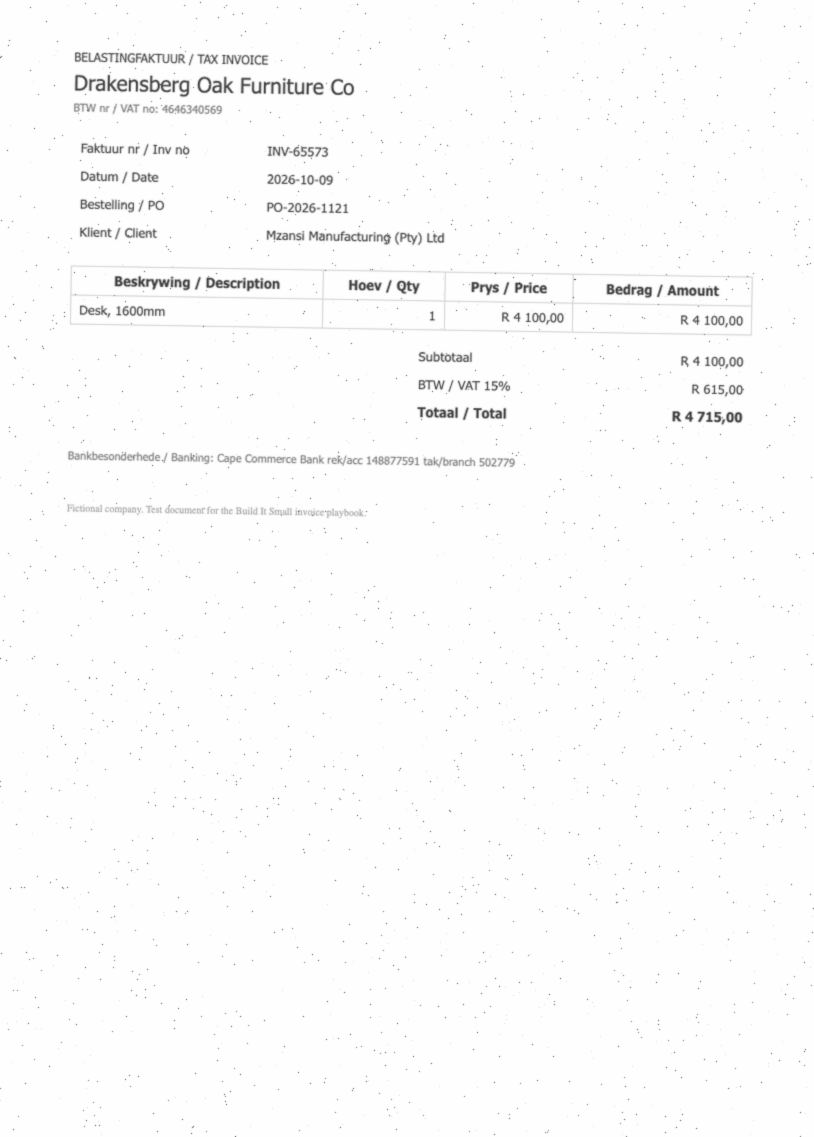 BELASTINGFAKTUUR / TAX INVOICE
Drakensberg Oak Furniture Co
BTW nr / VAT no: 4646340569
Faktuur nr / Inv no INV-65573
Datum / Date 2026-10-09
Bestelling / PO PO-2026-1121
Klient / Client Mzansi Manufacturing (Pty) Ltd
Beskrywing / Description Hoev / Qty Prys / Price Bedrag / Amount
Desk, 1600mm 1 R 4 100,00 R 4 100,00
Subtotaal R 4 100,00
BTW / VAT 15% R 615,00
Totaal / Total R 4 715,00
Bankbesonderhede / Banking: Cape Commerce Bank rek/acc 148877591 tak/branch 502779
Fictional company. Test document for the Build It Small invoice playbook.